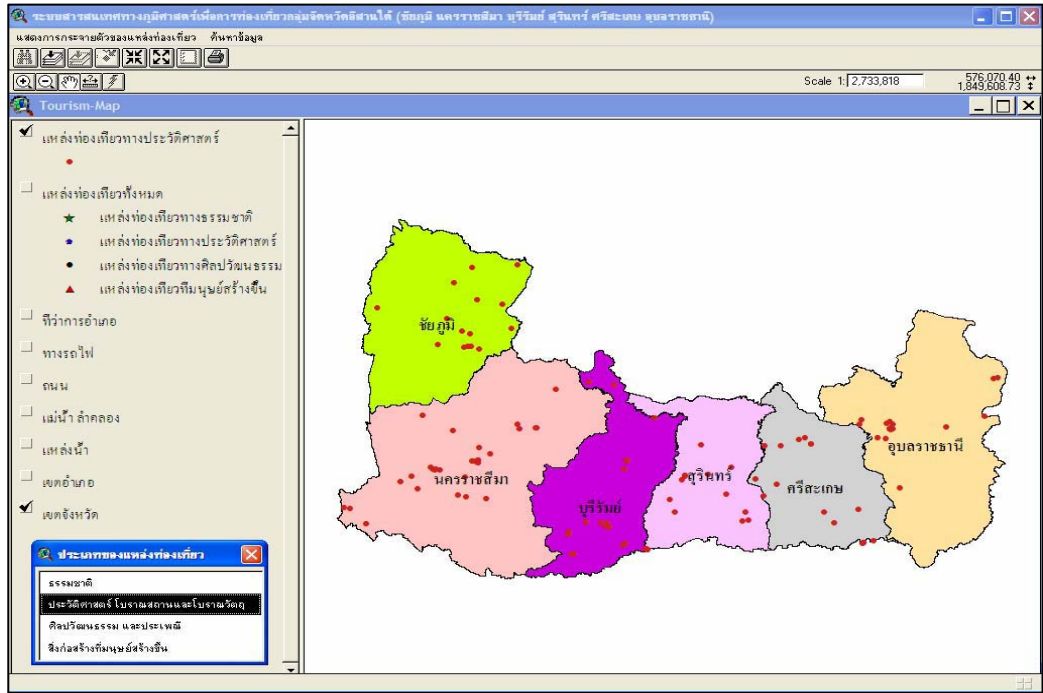 ระบบสารสนเทศทางภูมิศาสตร์เพื่อการท่องเที่ยวกลุ่มจังหวัดอีสานใต้ (ชัยภูมิ นครราชสีมา บุรีรัมย์ สุรินทร์ ศรีสะเกษ อุบลราชธานี)
แสดงการกระจายตัวของแหล่งท่องเที่ยว ค้นหาข้อมูล
Scale 1: 2,733,818
576,070.40
1,849,608.73
Tourism-Map
แหล่งท่องเที่ยวทางประวัติศาสตร์
แหล่งท่องเที่ยวทั้งหมด
แหล่งท่องเที่ยวทางธรรมชาติ
แหล่งท่องเที่ยวทางประวัติศาสตร์
แหล่งท่องเที่ยวทางศิลปวัฒนธรรม
แหล่งท่องเที่ยวที่มนุษย์สร้างขึ้น
ที่ว่าการอำเภอ
ทางรถไฟ
ถนน
แม่น้ำ ลำคลอง
แหล่งน้ำ
เขตอำเภอ
เขตจังหวัด
ประเภทของแหล่งท่องเที่ยว
ธรรมชาติ
ประวัติศาสตร์ โบราณสถานและโบราณวัตถุ
ศิลปวัฒนธรรม และประเพณี
สิ่งก่อสร้างที่มนุษย์สร้างขึ้น
ชัยภูมิ
นครราชสีมา
บุรีรัมย์
สุรินทร์
ศรีสะเกษ
อุบลราชธานี